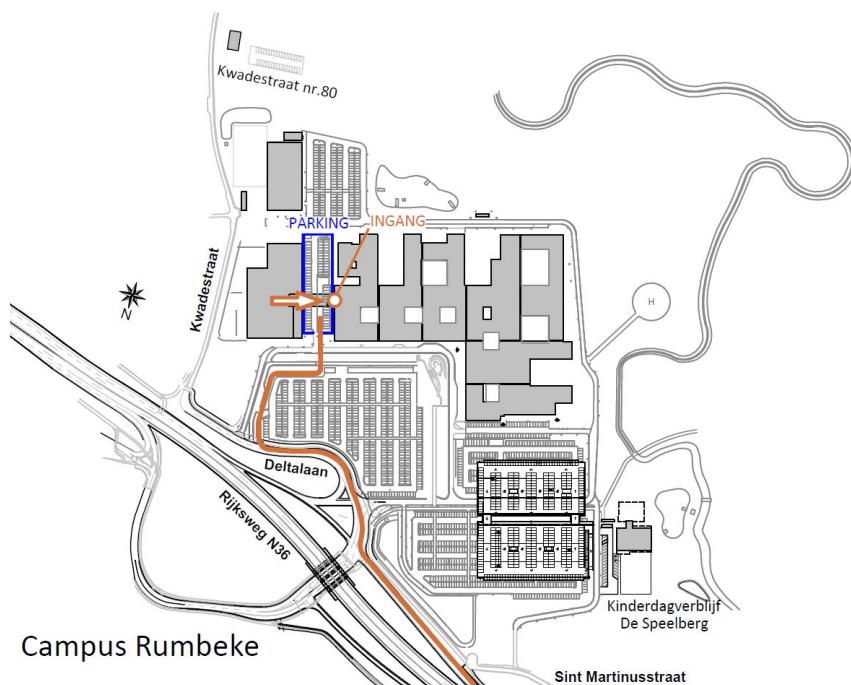 Kwadestraat nr.80
PARKING
INGANG
Kwadestraat
N
H
Deltalaan
Rijksweg N36
Kinderdagverblijf
De Speelberg
Campus Rumbeke
Sint Martinusstraat